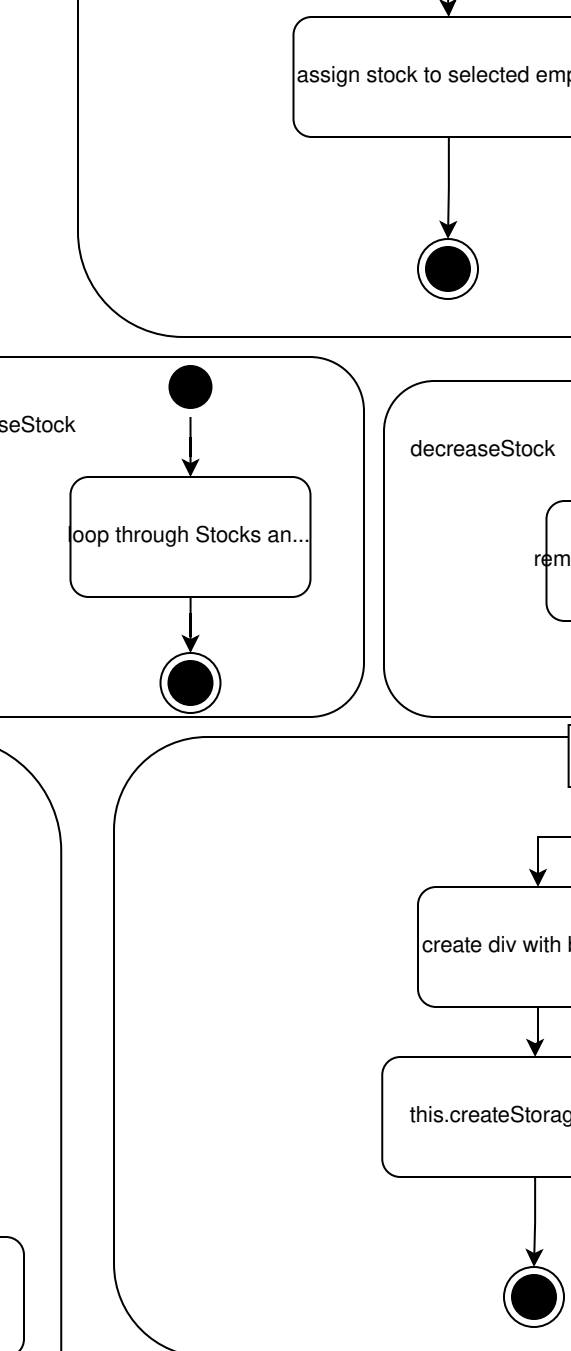 assign stock to selected emp
seStock
decreaseStock
loop through Stocks an...
rem
create div with b
this.createStorag